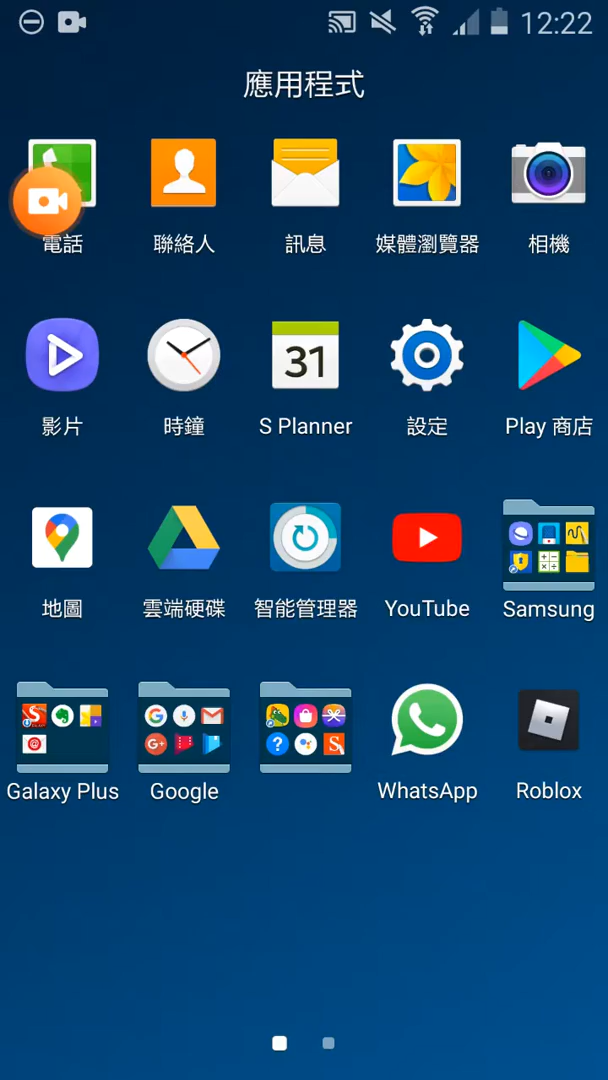 12:22
應用程式
電話
聯絡人
訊息
媒體瀏覽器
相機
31
影片
時鐘
S Planner
設定
Play 商店
地圖
雲端硬碟
智能管理器
YouTube
Samsung
Galaxy Plus
Google
WhatsApp
Roblox